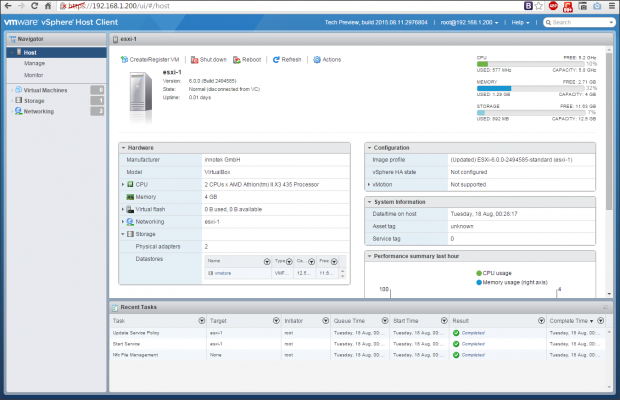 https://192.168.1.200/ui/#/host
vmware vSphere Host Client
Tech Preview, build 2015.08.11.2976804 | root@192.168.1.200 | Help | Search
Navigator
Host
Manage
Monitor
Virtual Machines 0
Storage 1
Networking 2
esxi-1
Create/Register VM | Shut down Reboot | Refresh | Actions
esxi-1
Version: 6.0.0 (Build 2494585)
State: Normal (disconnected from VC)
Uptime: 0.01 days
CPU FREE: 5.2 GHz
10%
USED: 577 MHz CAPACITY: 5.8 GHz
MEMORY FREE: 2.71 GB
32%
USED: 1.29 GB CAPACITY: 4 GB
STORAGE FREE: 11.62 GB
7%
USED: 892 MB CAPACITY: 12.5 GB
Hardware
Manufacturer innotek GmbH
Model VirtualBox
CPU 2 CPUs x AMD Athlon(tm) II X3 435 Processor
Memory 4 GB
Virtual flash 0 B used, 0 B available
Networking esxi-1
Storage
Physical adapters 2
Datastores
Name Type Ca... Free
VMF... 12.5... 11.6...
Configuration
Image profile (Updated) ESXi-6.0.0-2494585-standard (esxi-1)
vSphere HA state Not configured
vMotion Not supported
System Information
Date/time on host Tuesday, 18 Aug, 00:28:17
Asset tag unknown
Service tag 0
Performance summary last hour
CPU usage
Memory usage (right axis)
100 4
Recent Tasks
Task Target Initiator Queue Time Start Time Result Complete Time
Update Service Policy esxi-1 root Tuesday, 18 Aug, 00:... Tuesday, 18 Aug, 00:... Completed Tuesday, 18 Aug, 00:...
Start Service esxi-1 root Tuesday, 18 Aug, 00:... Tuesday, 18 Aug, 00:... Completed Tuesday, 18 Aug, 00:...
Nfc File Management None root Tuesday, 18 Aug, 00:... Tuesday, 18 Aug, 00:... Completed Tuesday, 18 Aug, 00:...